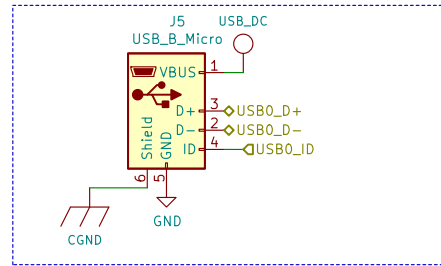 J5
USB_DC
USB_B_Micro
VBUS
1
D+
3
USB0_D+
D-
2
USB0_D-
ID
4
USB0_ID
Shield
GND
6
5
GND
CGND